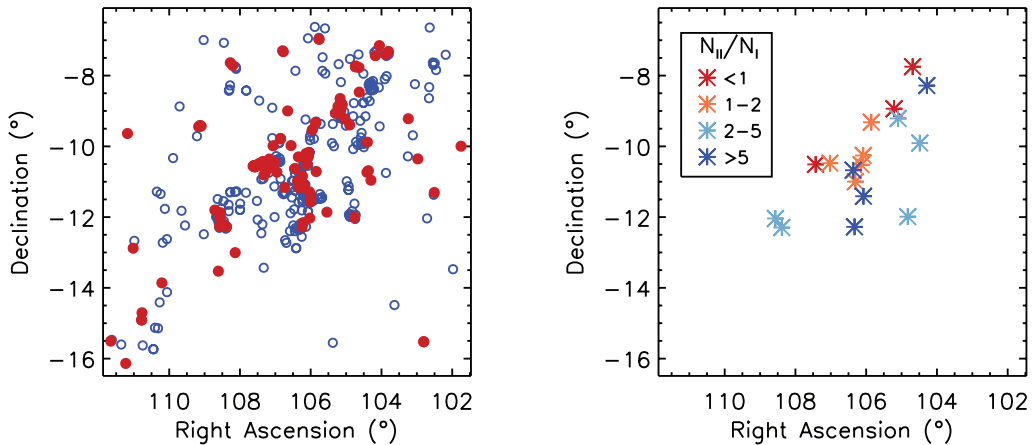 −8
−10
−12
−14
−16
Declination (°)
110 108 106 104 102
Right Ascension (°)
N_II/N_I
<1
1−2
2−5
>5
−8
−10
−12
−14
−16
Declination (°)
110 108 106 104 102
Right Ascension (°)